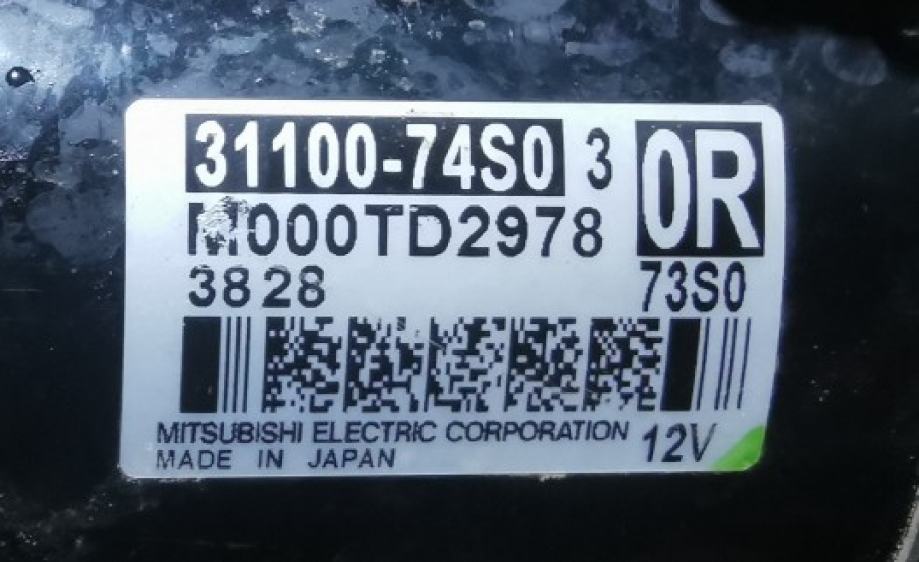 31100-74S0 3 0R
M000TD2978
3828 73S0
MITSUBISHI ELECTRIC CORPORATION 12V
MADE IN JAPAN